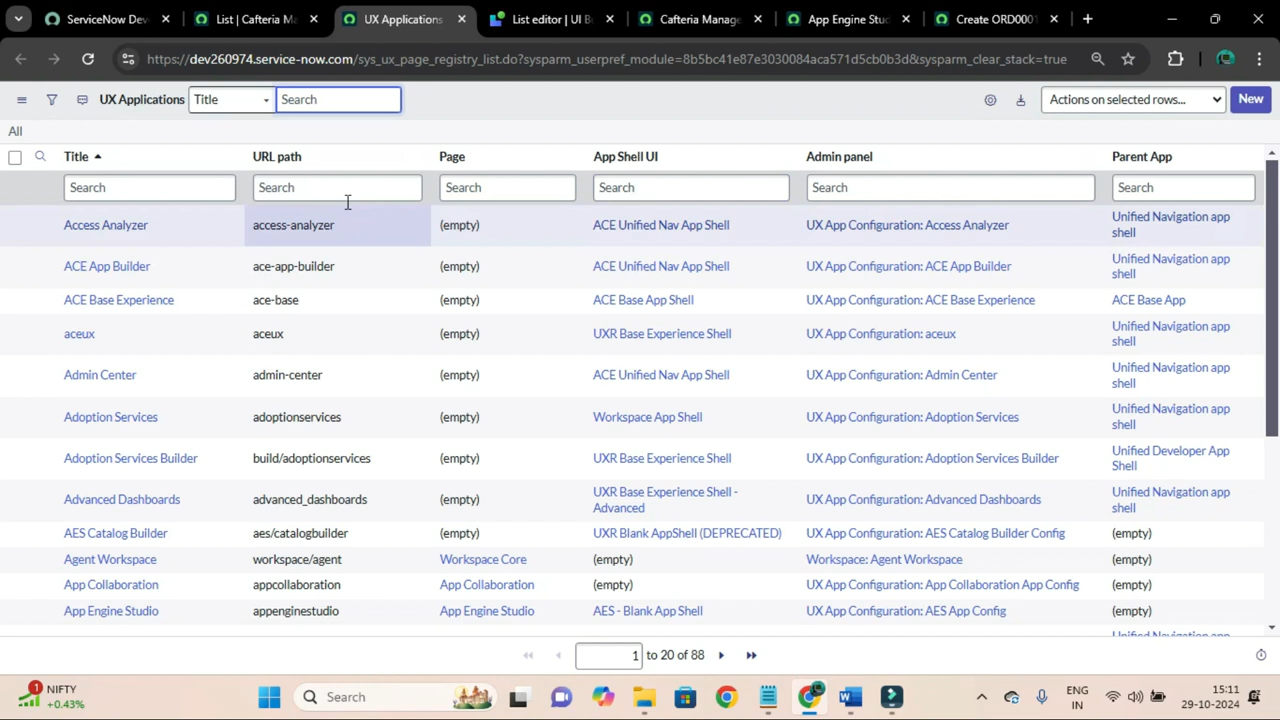 ServiceNow Dev
List | Cafteria Ma
UX Applications
List editor | UI B
Cafteria Manage
App Engine Stud
Create ORD0001
https://dev260974.service-now.com/sys_ux_page_registry_list.do?sysparm_userpref_module=8b5bc41e87e3030084aca571d5cb0b3d&sysparm_clear_stack=true
UX Applications Title Search Actions on selected rows... New
All
Title URL path Page App Shell UI Admin panel Parent App
Search Search Search Search Search Search
Access Analyzer access-analyzer (empty) ACE Unified Nav App Shell UX App Configuration: Access Analyzer Unified Navigation app
shell
ACE App Builder ace-app-builder (empty) ACE Unified Nav App Shell UX App Configuration: ACE App Builder Unified Navigation app
shell
ACE Base Experience ace-base (empty) ACE Base App Shell UX App Configuration: ACE Base Experience ACE Base App
aceux aceux (empty) UXR Base Experience Shell UX App Configuration: aceux Unified Navigation app
shell
Admin Center admin-center (empty) ACE Unified Nav App Shell UX App Configuration: Admin Center Unified Navigation app
shell
Adoption Services adoptionservices (empty) Workspace App Shell UX App Configuration: Adoption Services Unified Navigation app
shell
Adoption Services Builder build/adoptionservices (empty) UXR Base Experience Shell UX App Configuration: Adoption Services Builder Unified Developer App
Shell
Advanced Dashboards advanced_dashboards (empty) UXR Base Experience Shell - UX App Configuration: Advanced Dashboards Unified Navigation app
Advanced shell
AES Catalog Builder aes/catalogbuilder (empty) UXR Blank AppShell (DEPRECATED) UX App Configuration: AES Catalog Builder Config (empty)
Agent Workspace workspace/agent Workspace Core (empty) Workspace: Agent Workspace (empty)
App Collaboration appcollaboration App Collaboration (empty) UX App Configuration: App Collaboration App Config (empty)
App Engine Studio appenginestudio App Engine Studio AES - Blank App Shell UX App Configuration: AES App Config (empty)
Unified Navigation app
1 to 20 of 88
NIFTY
+0.43%
1
Search
ENG
IN
15:11
29-10-2024